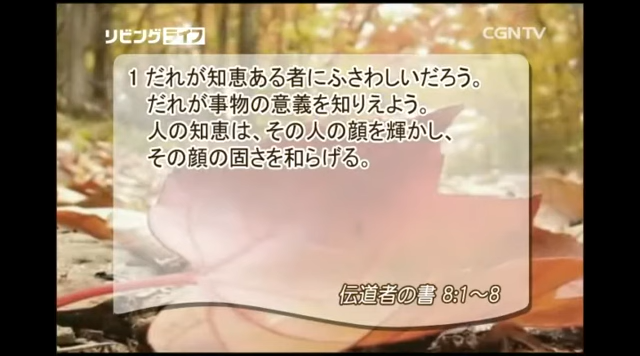 リビングライフ
CGNTV
1 だれが知恵ある者にふさわしいだろう。
だれが事物の意義を知りえよう。
人の知恵は、その人の顔を輝かし、
その顔の固さを和らげる。
伝道者の書 8:1~8